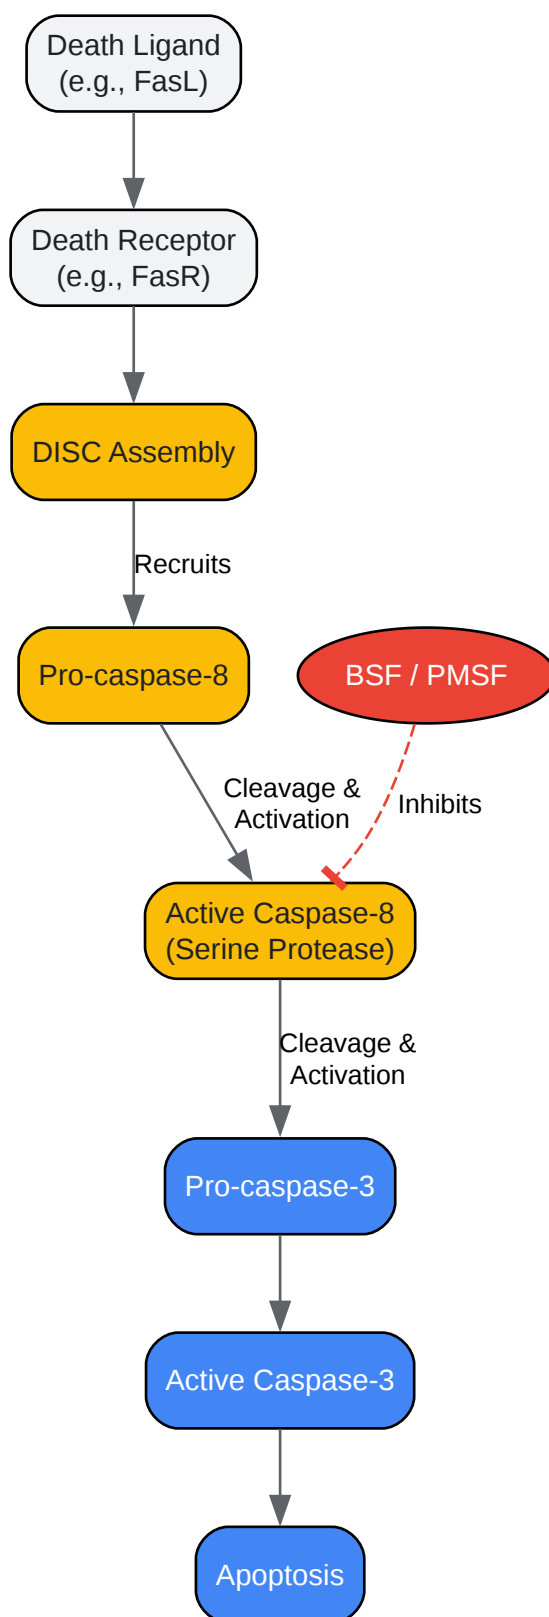 Death Ligand
(e.g., FasL)
Death Receptor
(e.g., FasR)
DISC Assembly
Recruits
Pro-caspase-8
BSF / PMSF
Cleavage &
Activation
Inhibits
Active Caspase-8
(Serine Protease)
Cleavage &
Activation
Pro-caspase-3
Active Caspase-3
Apoptosis